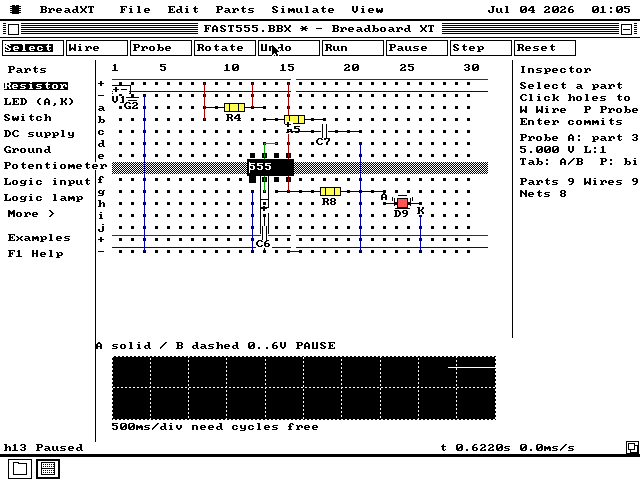 BreadXT File Edit Parts Simulate View Jul 04 2026 01:05
FAST555.BBX * - Breadboard XT
Select Wire Probe Rotate Undo Run Pause Step Reset
Parts
Resistor
LED (A,K)
Switch
DC supply
Ground
Potentiometer
Logic input
Logic lamp
More >
Examples
F1 Help
1 5 10 15 20 25 30
+
-
a
b
c
d
e
f
g
h
i
j
+
-
G2
R4
R5
C7
555
R8
A
D9 K
C6
Inspector
Select a part
Click holes to
W Wire P Probe
Enter commits
Probe A: part 3
5.000 V L:1
Tab: A/B P: bi
Parts 9 Wires 9
Nets 8
A solid / B dashed 0..6V PAUSE
500ms/div need cycles free
h13 Paused t 0.6220s 0.0ms/s